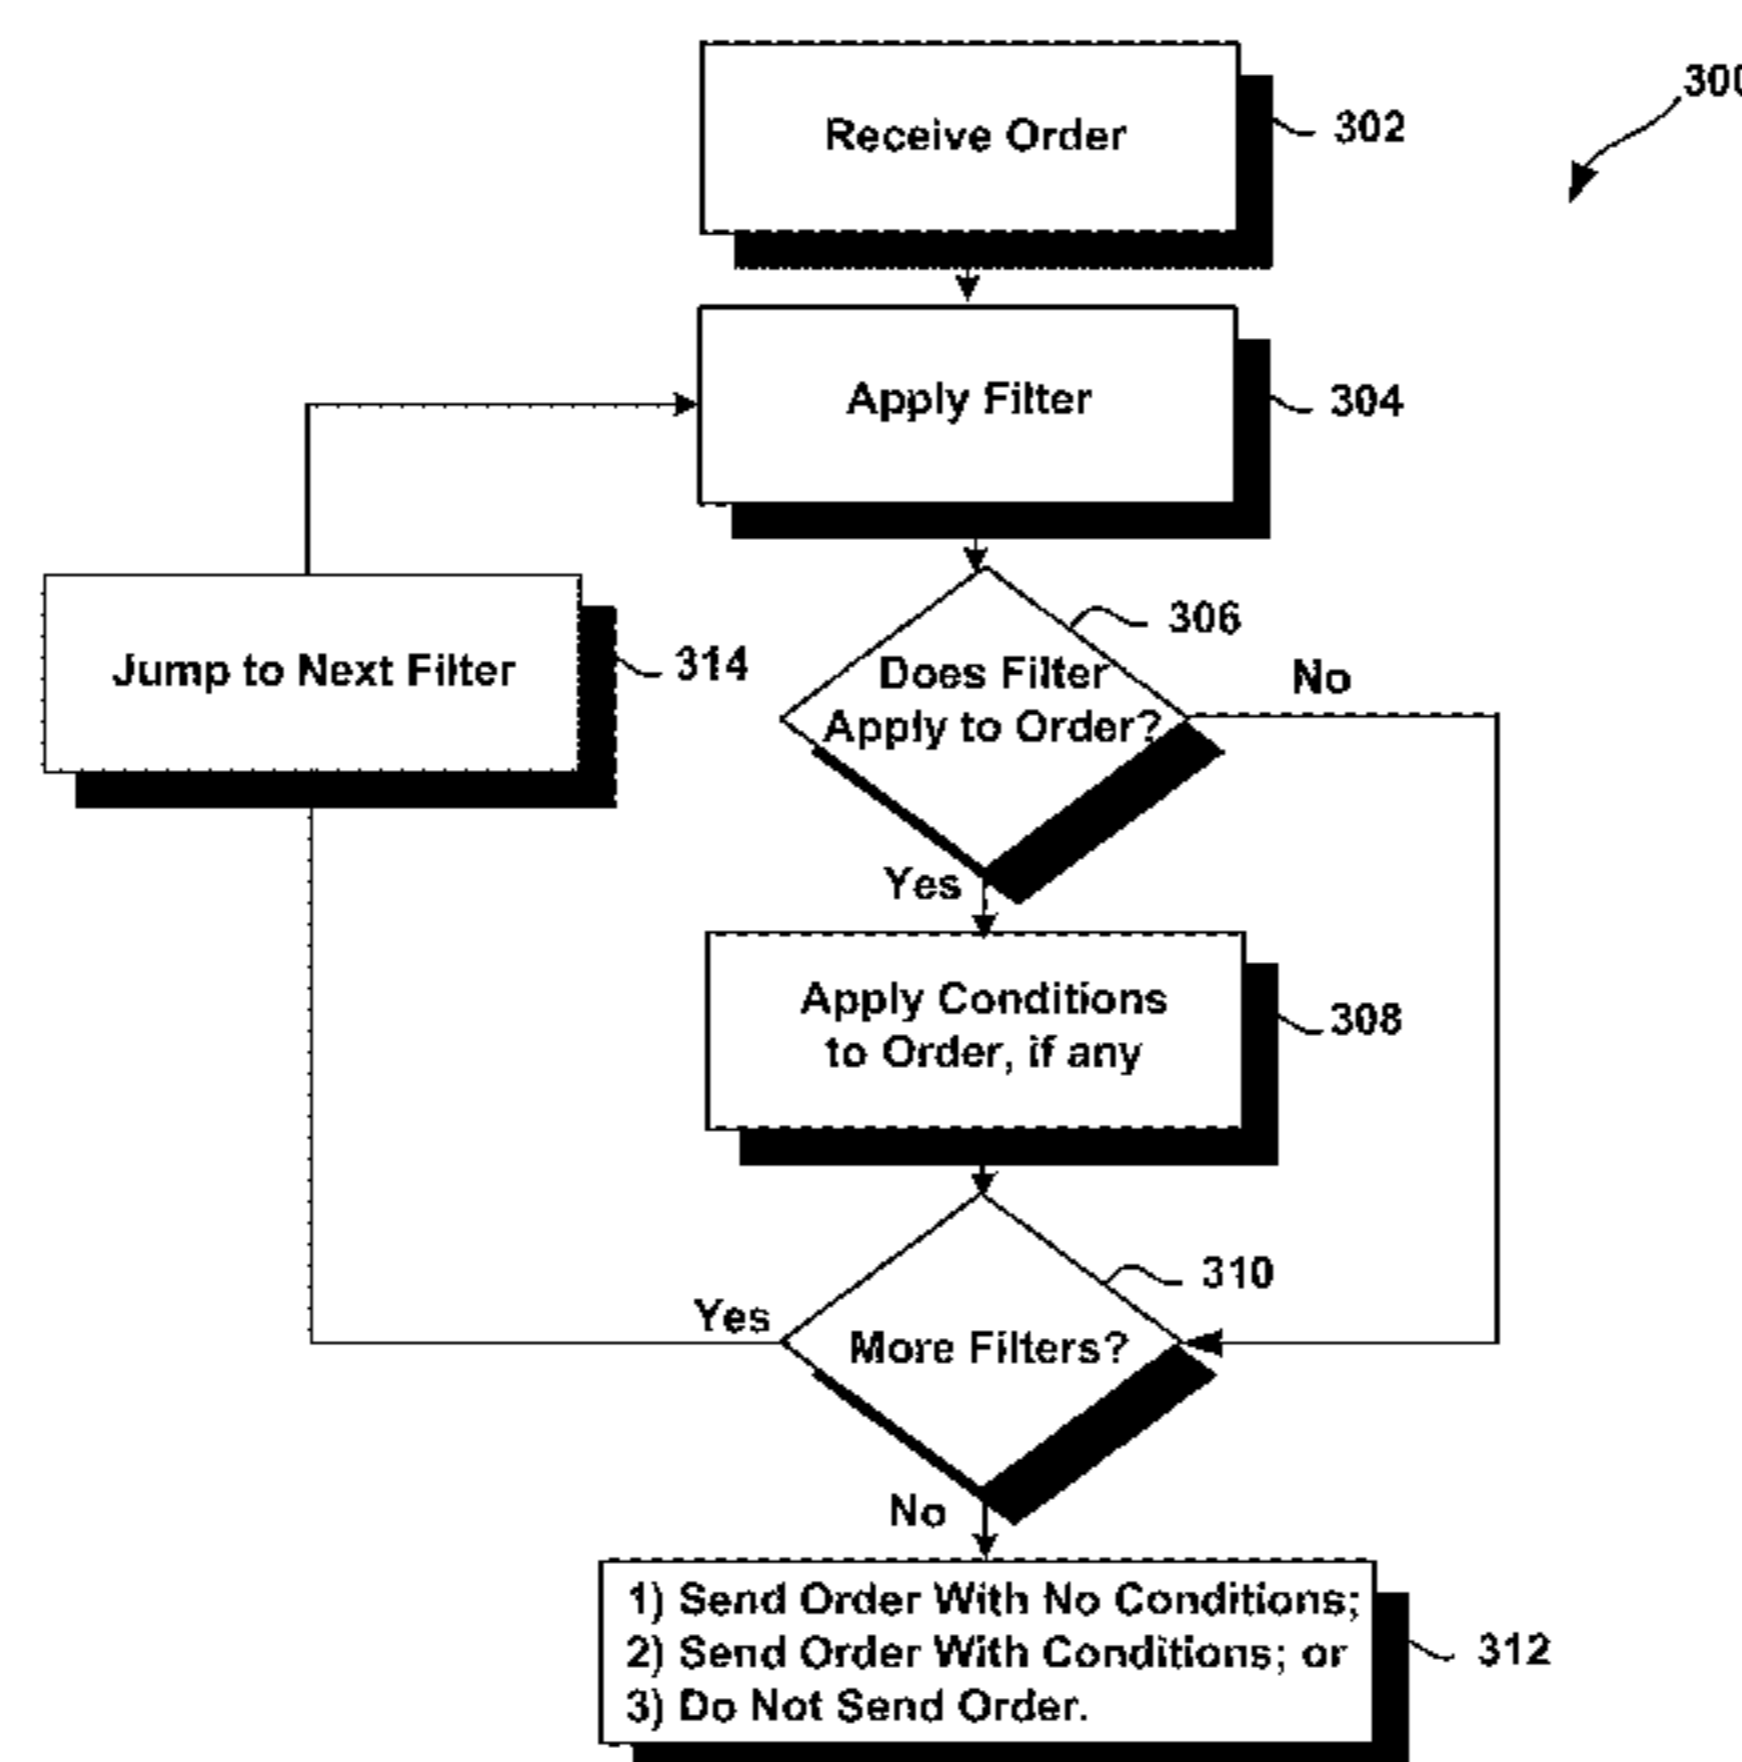 Receive Order
302
300
Apply Filter
304
306
Does Filter
Apply to Order?
No
Jump to Next Filter
314
Yes
Apply Conditions
to Order, if any
308
310
More Filters?
Yes
No
1) Send Order With No Conditions;
2) Send Order With Conditions; or
3) Do Not Send Order.
312